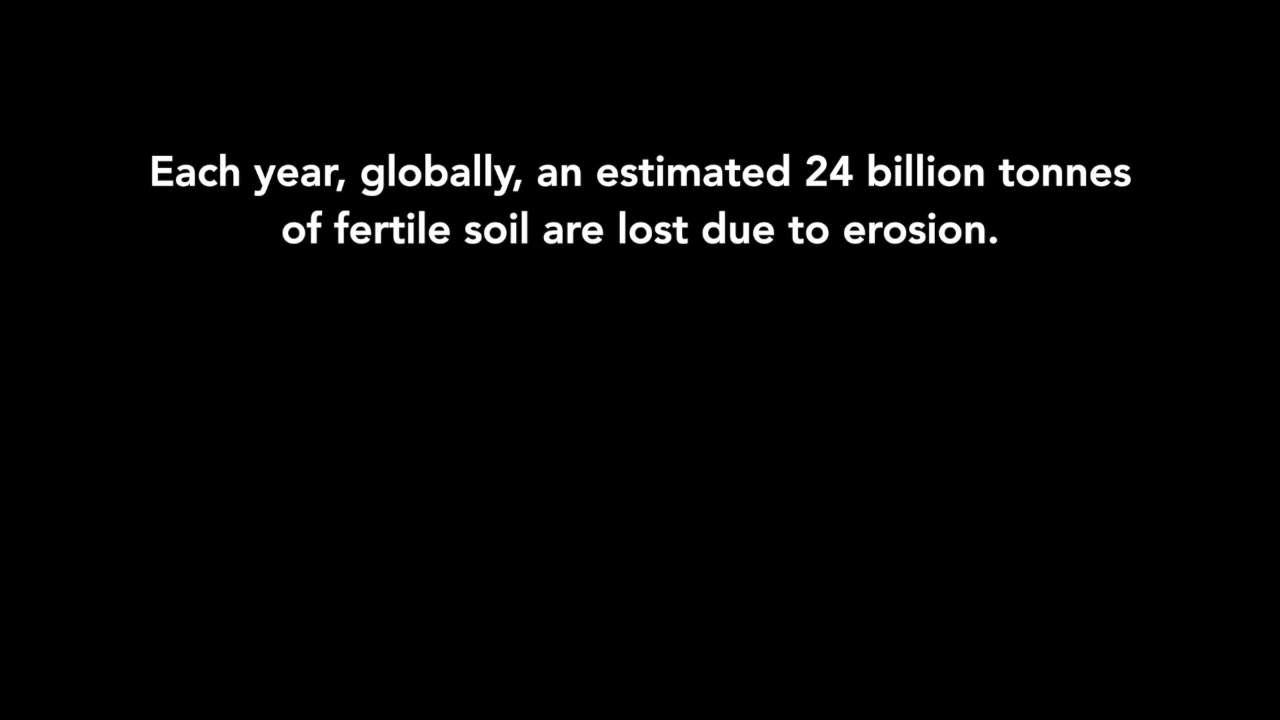 Each year, globally, an estimated 24 billion tonnes
of fertile soil are lost due to erosion.